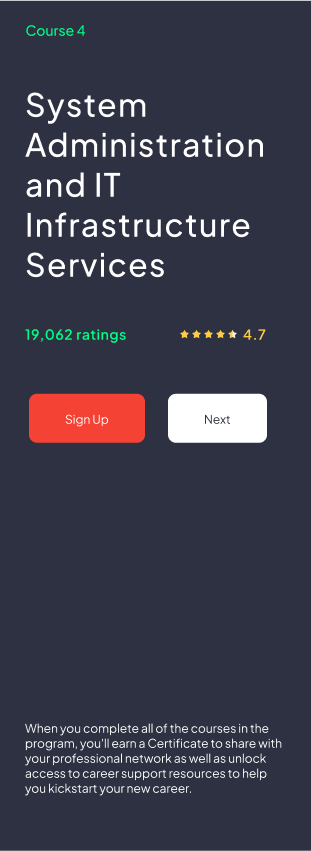 Course 4
System
Administration
and IT
Infrastructure
Services
19,062 ratings 4.7
Sign Up Next
When you complete all of the courses in the
program, you'll earn a Certificate to share with
your professional network as well as unlock
access to career support resources to help
you kickstart your new career.